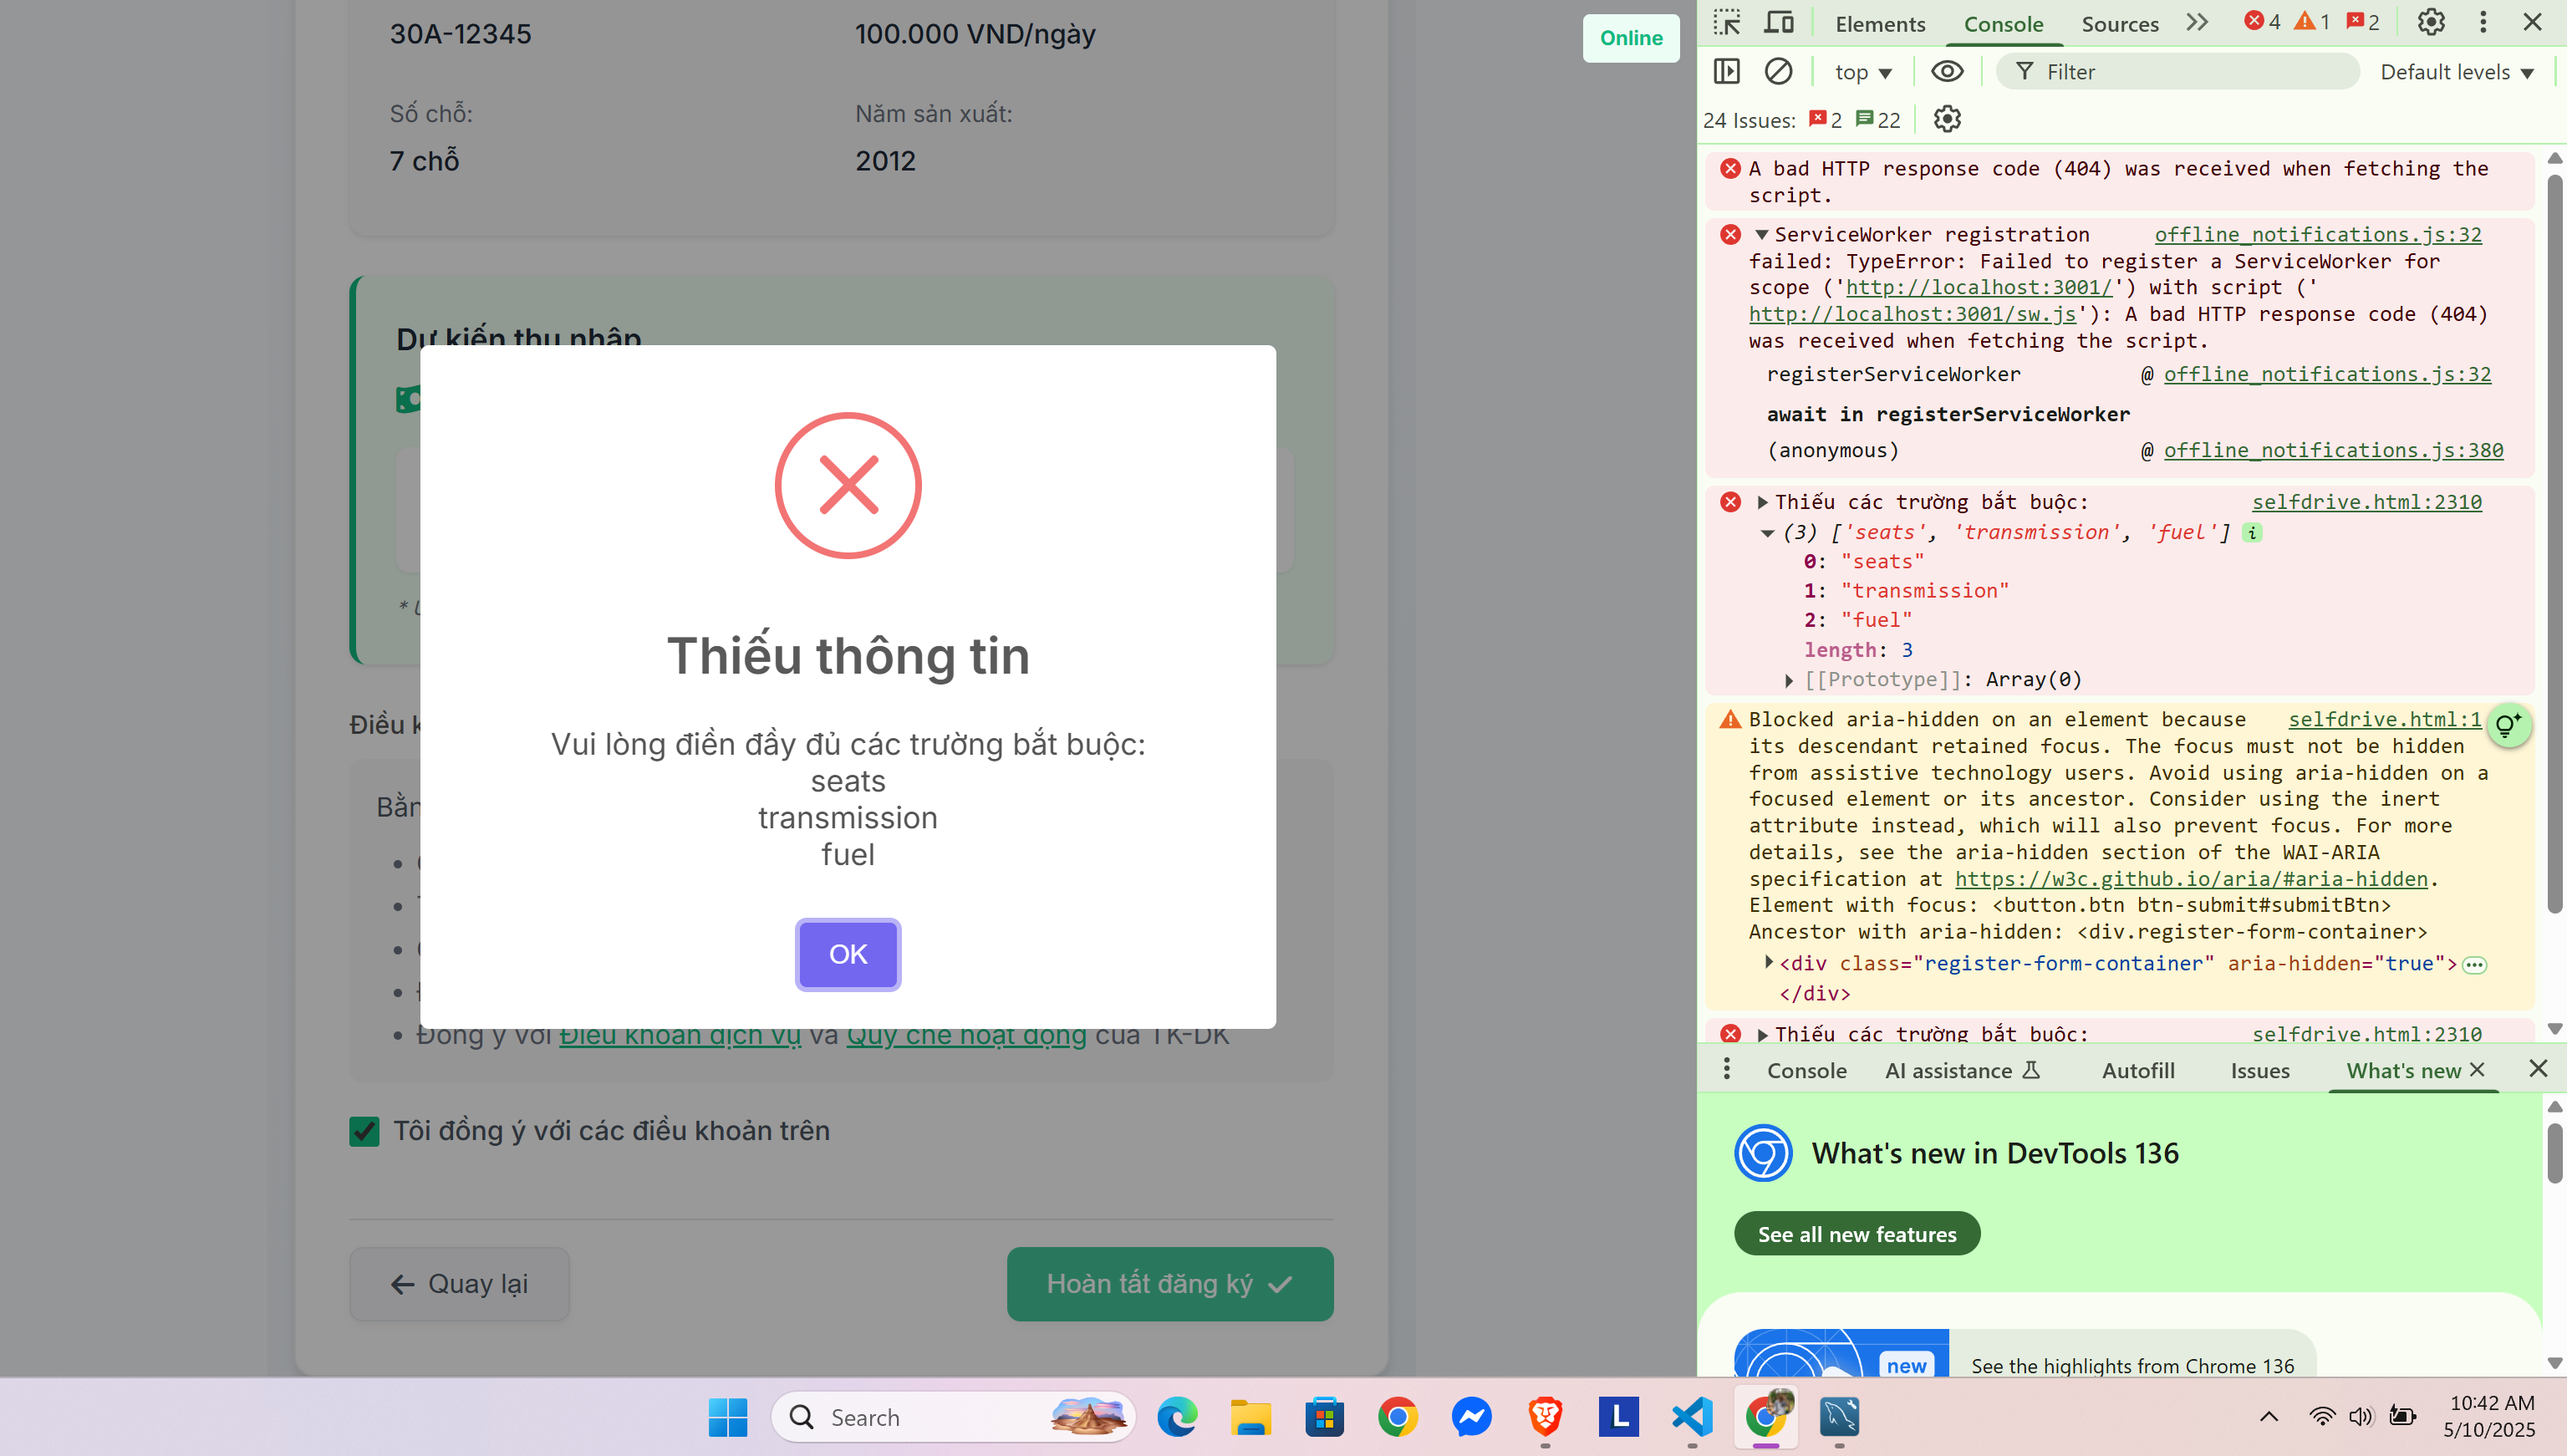 30A-12345
100.000 VND/ngày
Số chỗ:
Năm sản xuất:
7 chỗ
2012
Online
Dự kiến thu nhập
Thiếu thông tin
Vui lòng điền đầy đủ các trường bắt buộc:
seats
transmission
fuel
OK
Điều k
Bằn
Đồng ý với Điều khoản dịch vụ và Quy chế hoạt động của TK-DK
Tôi đồng ý với các điều khoản trên
Quay lại
Hoàn tất đăng ký
Elements
Console
Sources
4
1
2
top
Filter
Default levels
24 Issues: 2 22
A bad HTTP response code (404) was received when fetching the
script.
ServiceWorker registration offline_notifications.js:32
failed: TypeError: Failed to register a ServiceWorker for
scope ('http://localhost:3001/') with script ('
http://localhost:3001/sw.js'): A bad HTTP response code (404)
was received when fetching the script.
registerServiceWorker @ offline_notifications.js:32
await in registerServiceWorker
(anonymous) @ offline_notifications.js:380
Thiếu các trường bắt buộc: selfdrive.html:2310
(3) ['seats', 'transmission', 'fuel'] i
0: "seats"
1: "transmission"
2: "fuel"
length: 3
[[Prototype]]: Array(0)
Blocked aria-hidden on an element because selfdrive.html:1
its descendant retained focus. The focus must not be hidden
from assistive technology users. Avoid using aria-hidden on a
focused element or its ancestor. Consider using the inert
attribute instead, which will also prevent focus. For more
details, see the aria-hidden section of the WAI-ARIA
specification at https://w3c.github.io/aria/#aria-hidden.
Element with focus: <button.btn btn-submit#submitBtn>
Ancestor with aria-hidden: <div.register-form-container>
<div class="register-form-container" aria-hidden="true">
</div>
Thiếu các trường bắt buộc: selfdrive.html:2310
Console
AI assistance
Autofill
Issues
What's new
What's new in DevTools 136
See all new features
new
See the highlights from Chrome 136
Search
L
10:42 AM
5/10/2025